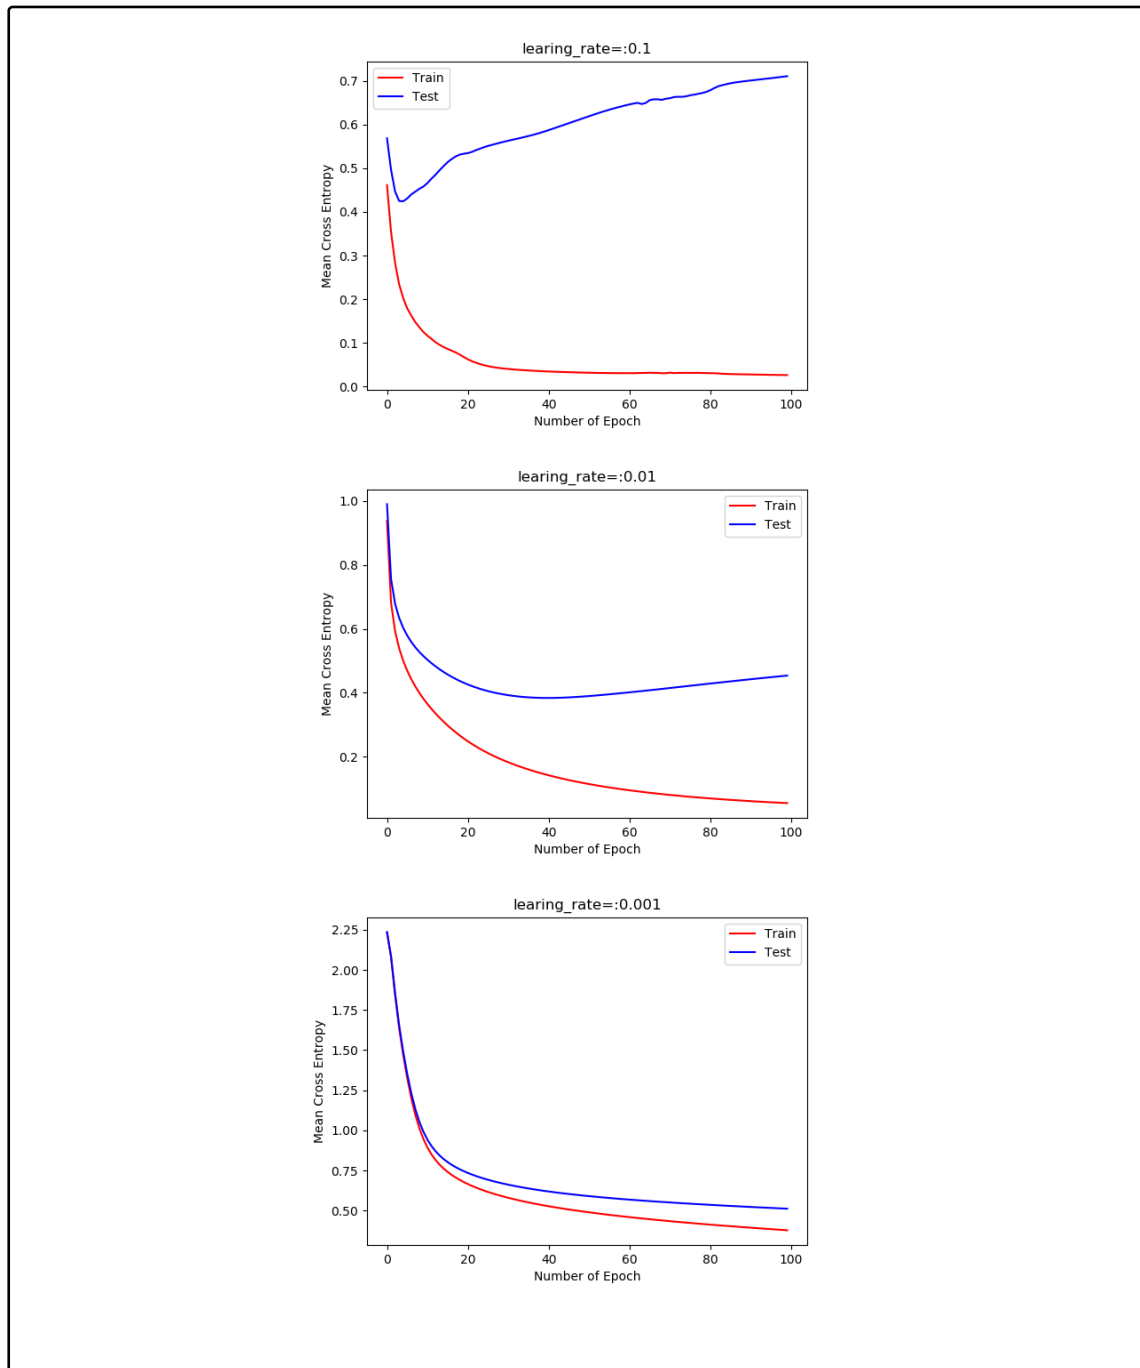 learing_rate=:0.1
Train
Test
Mean Cross Entropy
0.7
0.6
0.5
0.4
0.3
0.2
0.1
0.0
0 20 40 60 80 100
Number of Epoch
learing_rate=:0.01
Train
Test
Mean Cross Entropy
1.0
0.8
0.6
0.4
0.2
0 20 40 60 80 100
Number of Epoch
learing_rate=:0.001
Train
Test
Mean Cross Entropy
2.25
2.00
1.75
1.50
1.25
1.00
0.75
0.50
0 20 40 60 80 100
Number of Epoch